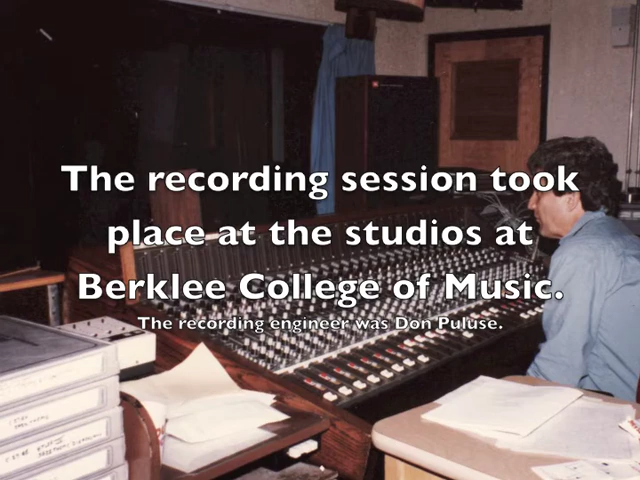 The recording session took
place at the studios at
Berklee College of Music.
The recording engineer was Don Puluse.